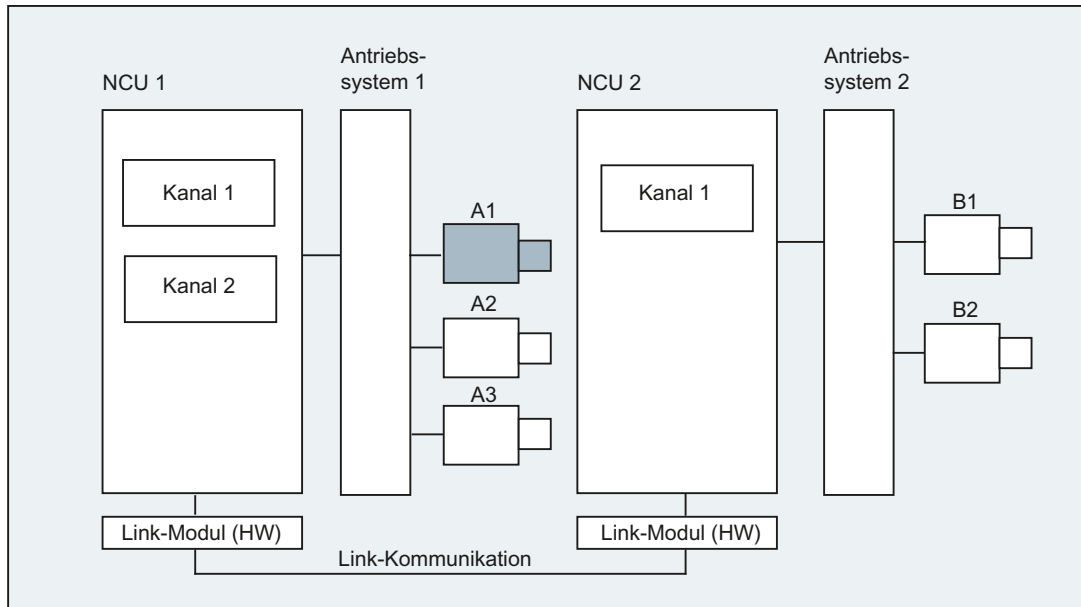 NCU 1
Antriebs-
system 1
NCU 2
Antriebs-
system 2
Kanal 1
Kanal 2
A1
A2
A3
Kanal 1
B1
B2
Link-Modul (HW)
Link-Modul (HW)
Link-Kommunikation